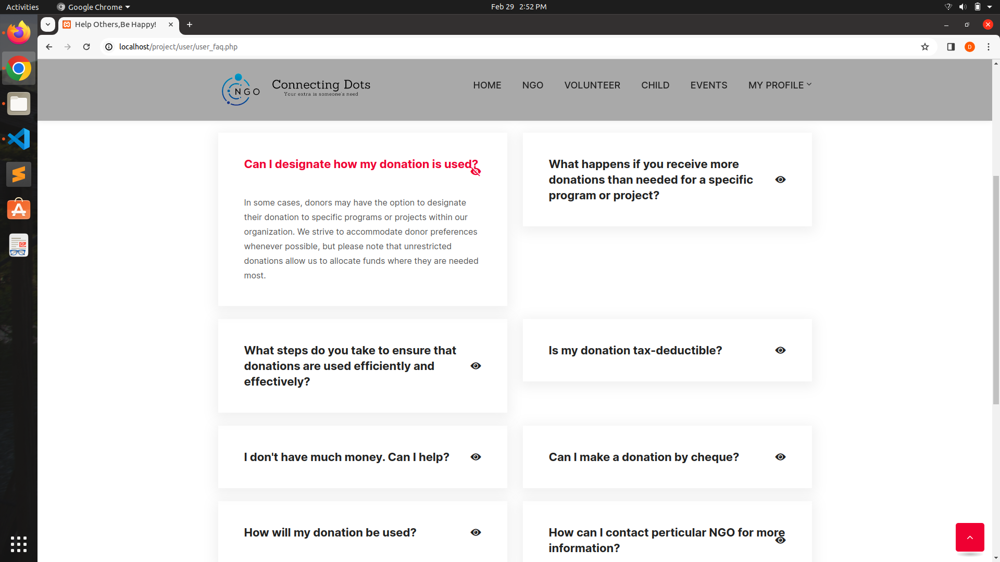 Activities
Google Chrome
Feb 29 2:52 PM
Help Others,Be Happy!
localhost/project/user/user_faq.php
D
NGO
Connecting Dots
Your extra is someone's need
HOME
NGO
VOLUNTEER
CHILD
EVENTS
MY PROFILE
Can I designate how my donation is used?
In some cases, donors may have the option to designate
their donation to specific programs or projects within our
organization. We strive to accommodate donor preferences
whenever possible, but please note that unrestricted
donations allow us to allocate funds where they are needed
most.
What happens if you receive more
donations than needed for a specific
program or project?
What steps do you take to ensure that
donations are used efficiently and
effectively?
Is my donation tax-deductible?
I don't have much money. Can I help?
Can I make a donation by cheque?
How will my donation be used?
How can I contact perticular NGO for more
information?